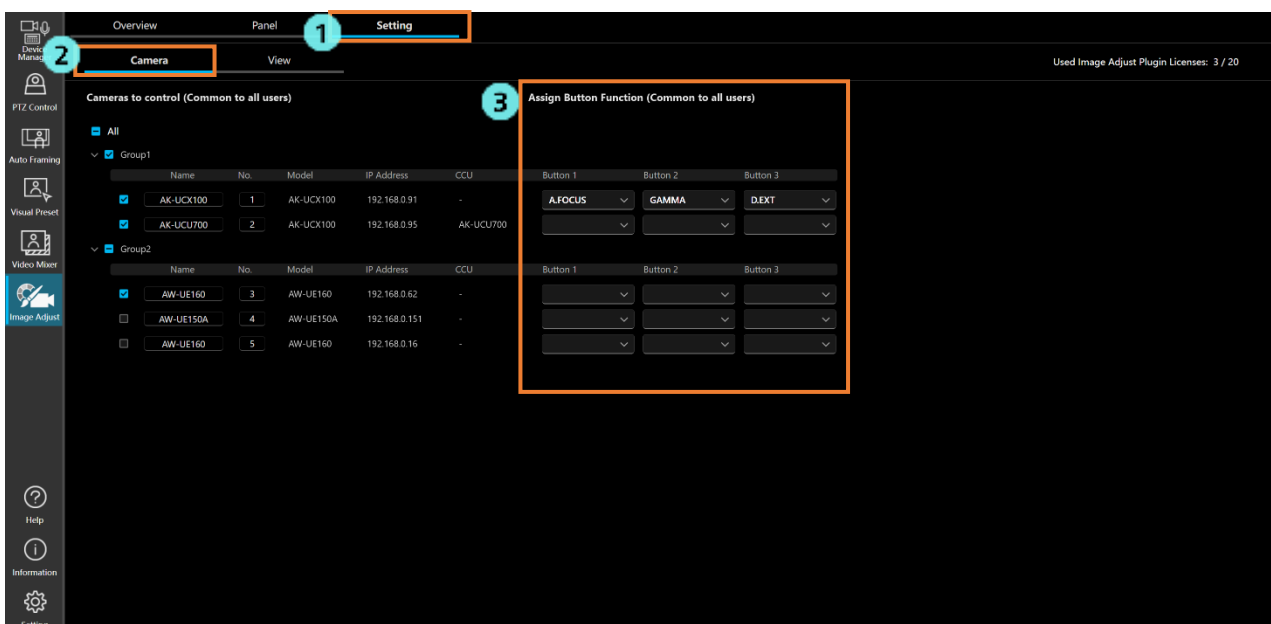 Overview Panel 1 Setting
Device Manager
2 Camera View Used Image Adjust Plugin Licenses: 3 / 20
PTZ Control
Auto Framing
Visual Preset
Video Mixer
Image Adjust
Help
Information
Setting
Cameras to control (Common to all users) 3 Assign Button Function (Common to all users)
All
Group1
Name No. Model IP Address CCU Button 1 Button 2 Button 3
AK-UCX100 1 AK-UCX100 192.168.0.91 - A.FOCUS GAMMA D.EXT
AK-UCU700 2 AK-UCX100 192.168.0.95 AK-UCU700
Group2
Name No. Model IP Address CCU Button 1 Button 2 Button 3
AW-UE160 3 AW-UE160 192.168.0.62 -
AW-UE150A 4 AW-UE150A 192.168.0.151 -
AW-UE160 5 AW-UE160 192.168.0.16 -